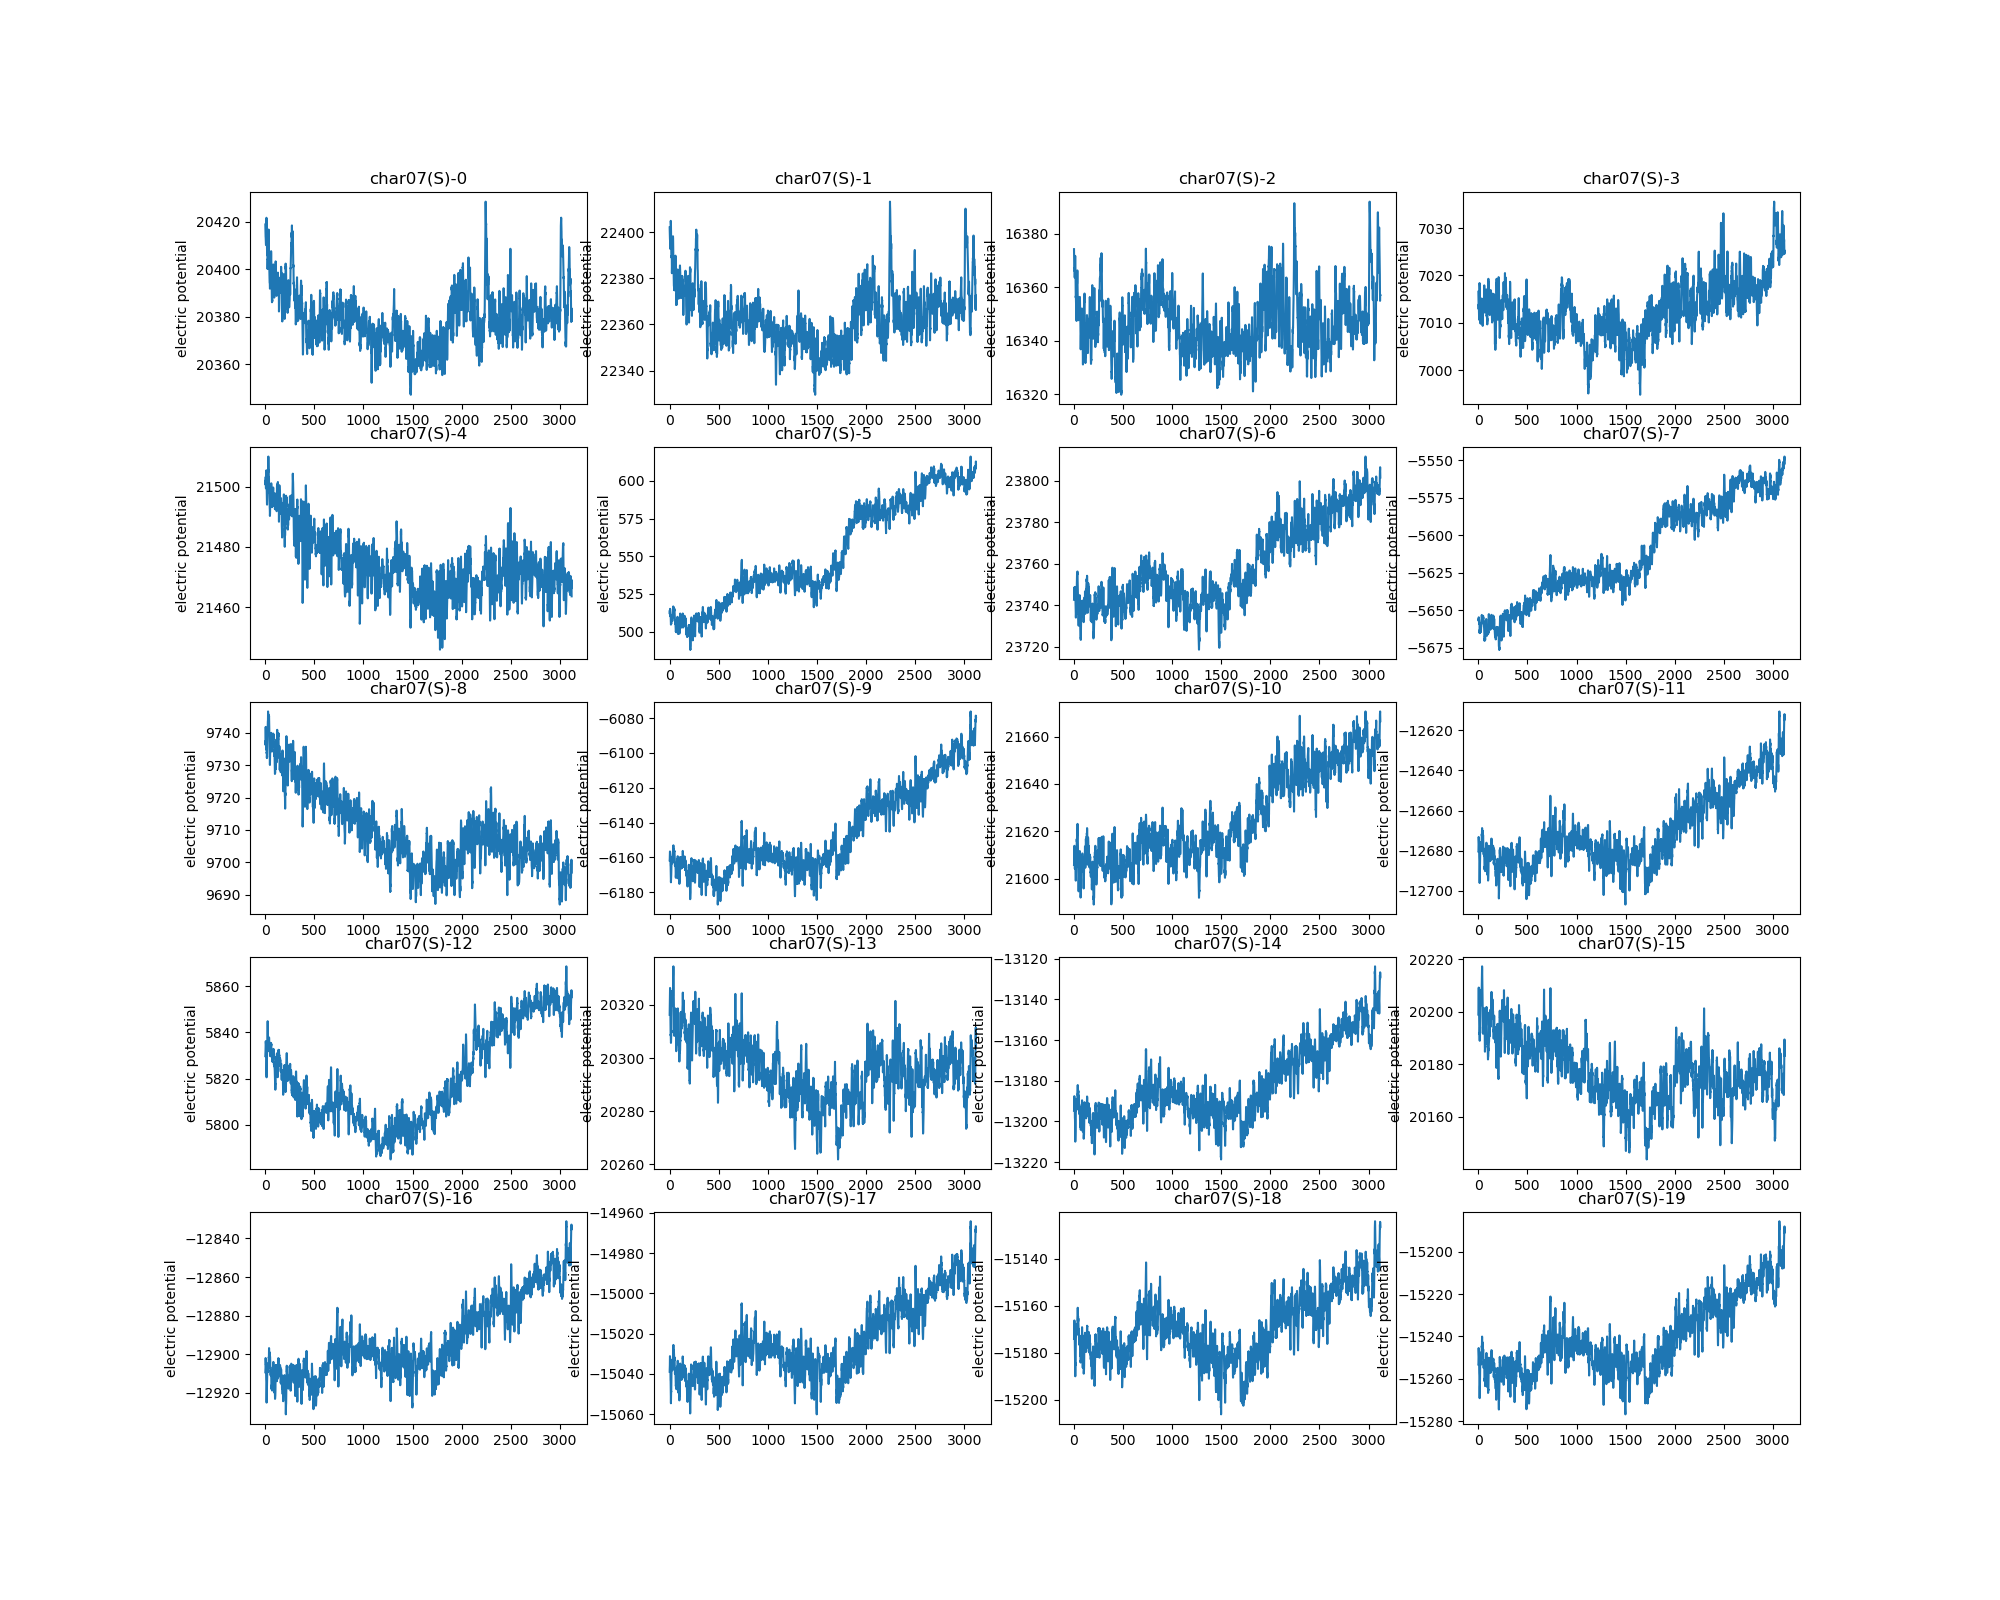 char07(S)-0 char07(S)-1 char07(S)-2 char07(S)-3
electric potential electric potential electric potential electric potential
20420 20400 20380 20360
22400 22380 22360 22340
16380 16360 16340 16320
7030 7020 7010 7000
0 500 1000 1500 2000 2500 3000 0 500 1000 1500 2000 2500 3000 0 500 1000 1500 2000 2500 3000 0 500 1000 1500 2000 2500 3000
char07(S)-4 char07(S)-5 char07(S)-6 char07(S)-7
electric potential electric potential electric potential electric potential
21500 21480 21460
600 575 550 525 500
23800 23780 23760 23740 23720
−5550 −5575 −5600 −5625 −5650 −5675
0 500 1000 1500 2000 2500 3000 0 500 1000 1500 2000 2500 3000 0 500 1000 1500 2000 2500 3000 0 500 1000 1500 2000 2500 3000
char07(S)-8 char07(S)-9 char07(S)-10 char07(S)-11
electric potential electric potential electric potential electric potential
9740 9730 9720 9710 9700 9690
−6080 −6100 −6120 −6140 −6160 −6180
21660 21640 21620 21600
−12620 −12640 −12660 −12680 −12700
0 500 1000 1500 2000 2500 3000 0 500 1000 1500 2000 2500 3000 0 500 1000 1500 2000 2500 3000 0 500 1000 1500 2000 2500 3000
char07(S)-12 char07(S)-13 char07(S)-14 char07(S)-15
electric potential electric potential electric potential electric potential
5860 5840 5820 5800
20320 20300 20280 20260
−13120 −13140 −13160 −13180 −13200 −13220
20220 20200 20180 20160
0 500 1000 1500 2000 2500 3000 0 500 1000 1500 2000 2500 3000 0 500 1000 1500 2000 2500 3000 0 500 1000 1500 2000 2500 3000
char07(S)-16 char07(S)-17 char07(S)-18 char07(S)-19
electric potential electric potential electric potential electric potential
−12840 −12860 −12880 −12900 −12920
−14960 −14980 −15000 −15020 −15040 −15060
−15140 −15160 −15180 −15200
−15200 −15220 −15240 −15260 −15280
0 500 1000 1500 2000 2500 3000 0 500 1000 1500 2000 2500 3000 0 500 1000 1500 2000 2500 3000 0 500 1000 1500 2000 2500 3000